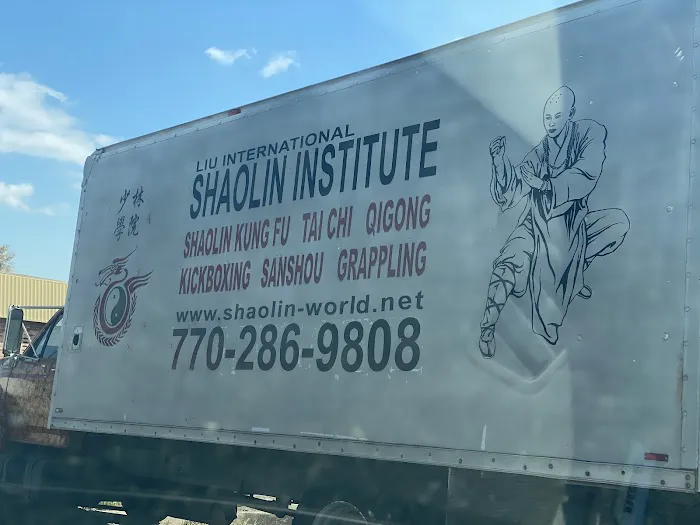 少林
學院
LIU INTERNATIONAL
SHAOLIN INSTITUTE
SHAOLIN KUNG FU TAI CHI QIGONG
KICKBOXING SANSHOU GRAPPLING
www.shaolin-world.net
770-286-9808